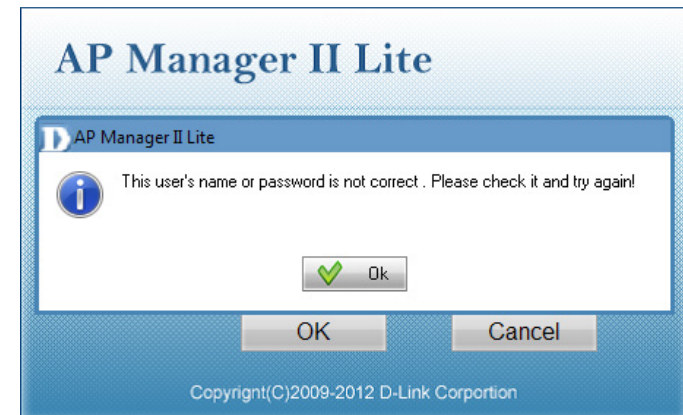 AP Manager II Lite
AP Manager II Lite
This user's name or password is not correct . Please check it and try again!
Ok
OK Cancel
Copyrignt(C)2009-2012 D-Link Corportion